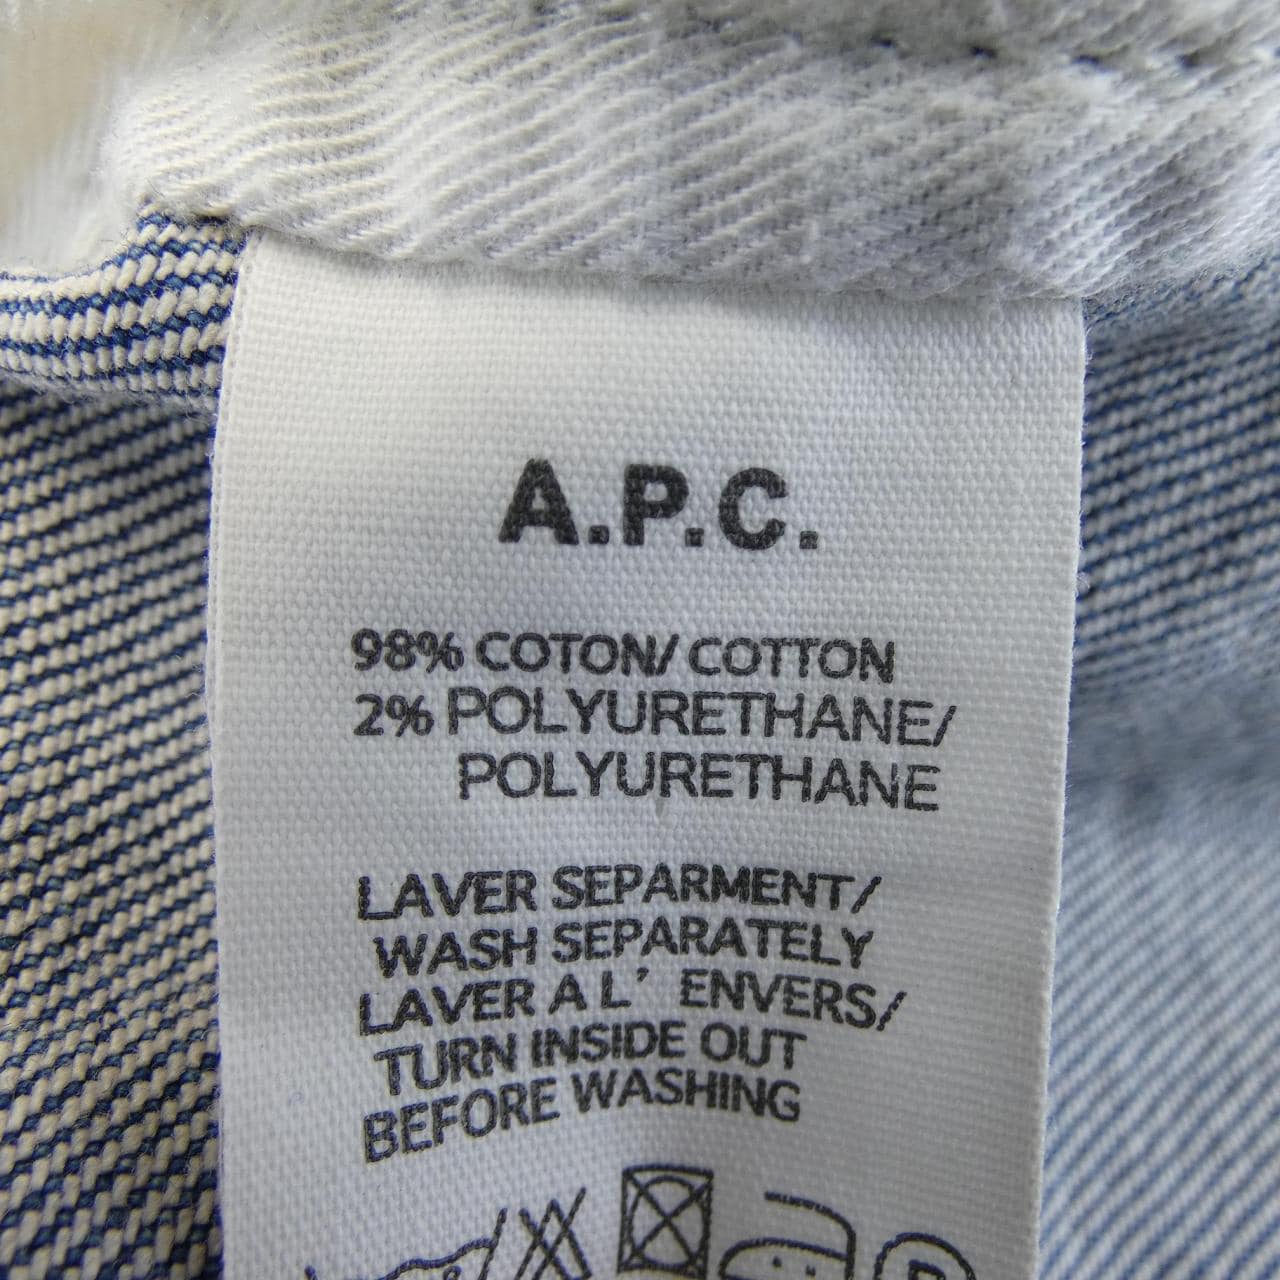 A.P.C.
98% COTON/ COTTON
2% POLYURETHANE/
POLYURETHANE
LAVER SEPARMENT/
WASH SEPARATELY
LAVER A L' ENVERS/
TURN INSIDE OUT
BEFORE WASHING